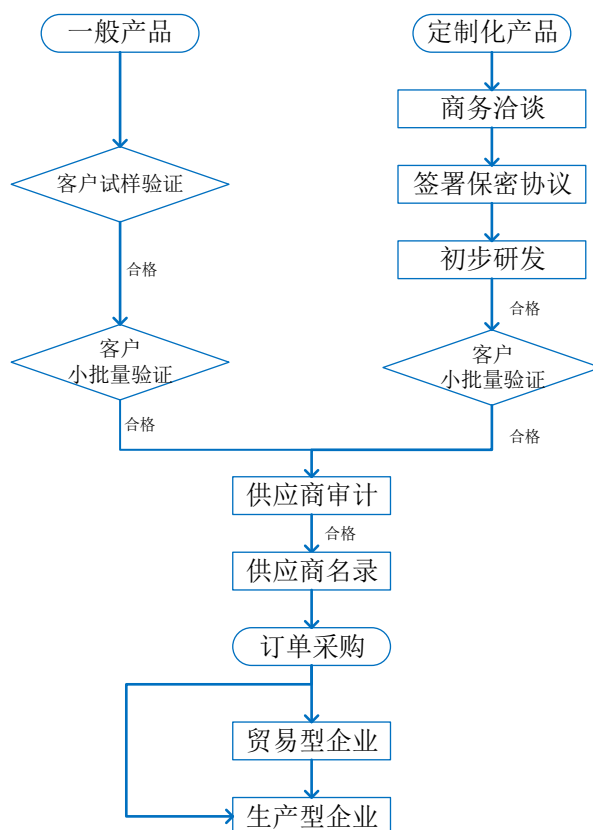 一般产品
定制化产品
商务洽谈
客户试样验证
签署保密协议
初步研发
合格
合格
客户
小批量验证
客户
小批量验证
合格
合格
供应商审计
合格
供应商名录
订单采购
贸易型企业
生产型企业